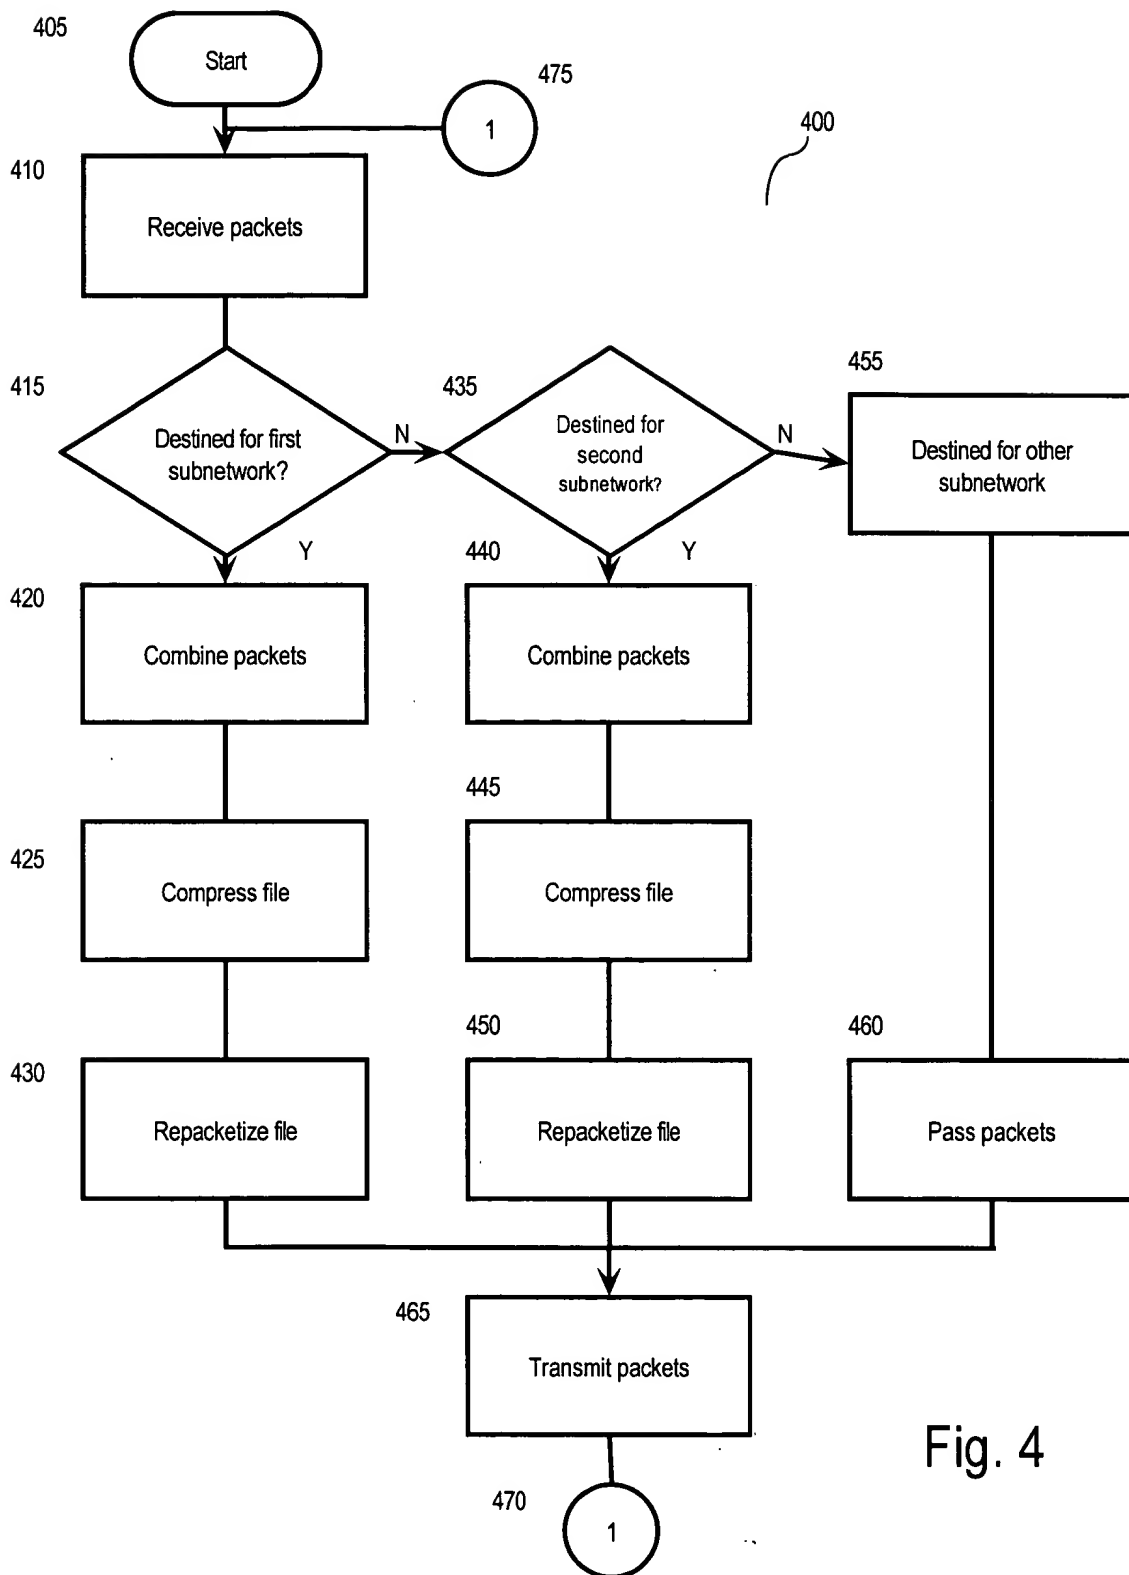 405
Start
475
1
400
410
Receive packets
415
Destined for first
subnetwork?
N
435
Destined for
second
subnetwork?
N
455
Destined for other
subnetwork
Y
440
Y
420
Combine packets
Combine packets
445
425
Compress file
Compress file
450
460
430
Repacketize file
Repacketize file
Pass packets
465
Transmit packets
Fig. 4
470
1